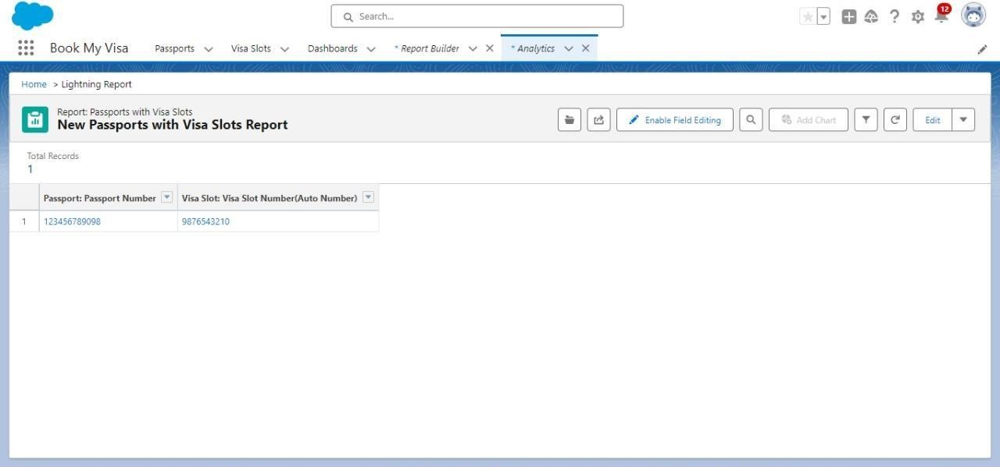 Search...
12
Book My Visa Passports Visa Slots Dashboards * Report Builder * Analytics
Home > Lightning Report
Report: Passports with Visa Slots
New Passports with Visa Slots Report
Enable Field Editing Add Chart Edit
Total Records
1
Passport: Passport Number Visa Slot: Visa Slot Number(Auto Number)
1 123456789098 9876543210